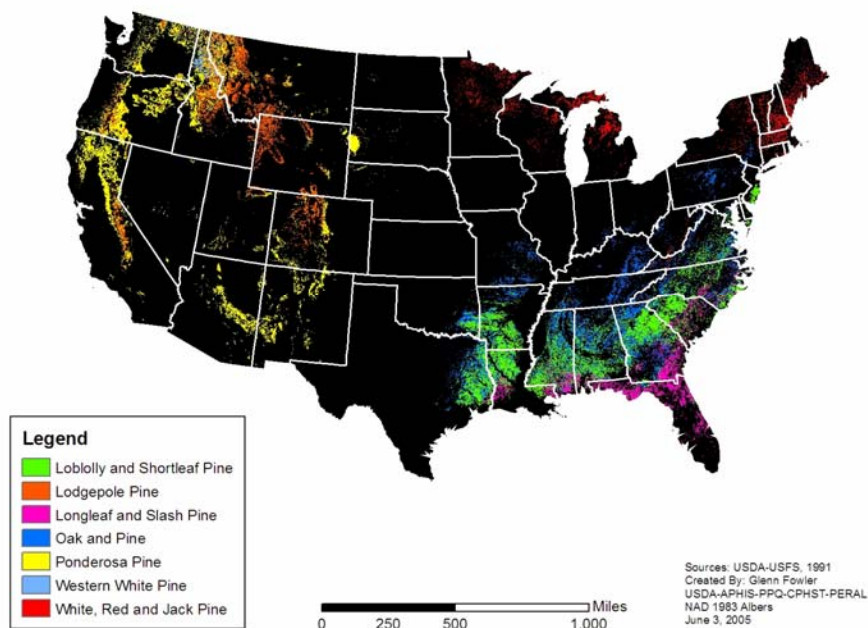 Legend
Loblolly and Shortleaf Pine
Lodgepole Pine
Longleaf and Slash Pine
Oak and Pine
Ponderosa Pine
Western White Pine
White, Red and Jack Pine
Miles
0 250 500 1,000
Sources: USDA-USFS, 1991
Created By: Glenn Fowler
USDA-APHIS-PPQ-CPHST-PERAL
NAD 1983 Albers
June 3, 2005